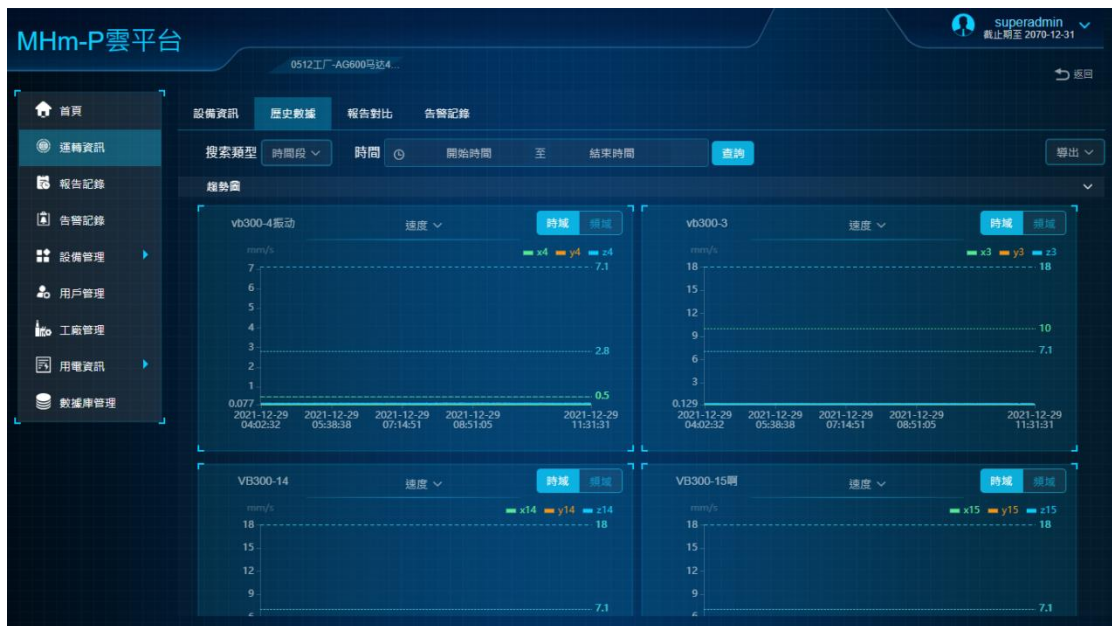 MHm-P雲平台
superadmin
截止期至 2070-12-31
0512工厂-AG600马达4...
返回
首頁
運轉資訊
報告記錄
告警記錄
設備管理
用戶管理
工廠管理
用電資訊
數據庫管理
設備資訊 歷史數據 報告對比 告警記錄
搜索類型 時間段 時間 開始時間 至 結束時間 查詢 導出
趨勢圖
vb300-4振动 速度 時域 頻域
mm/s
x4 y4 z4
7
7.1
6
5
4
3
2.8
2
1
0.5
0.077
2021-12-29 2021-12-29 2021-12-29 2021-12-29 2021-12-29
04:02:32 05:38:38 07:14:51 08:51:05 11:31:31
vb300-3 速度 時域 頻域
mm/s
x3 y3 z3
18 18
15
12
10
9
7.1
6
3
0.129
2021-12-29 2021-12-29 2021-12-29 2021-12-29 2021-12-29
04:02:32 05:38:38 07:14:51 08:51:05 11:31:31
VB300-14 速度 時域 頻域
mm/s
x14 y14 z14
18 18
15
12
9
7.1
6
VB300-15啊 速度 時域 頻域
mm/s
x15 y15 z15
18 18
15
12
9
7.1
6